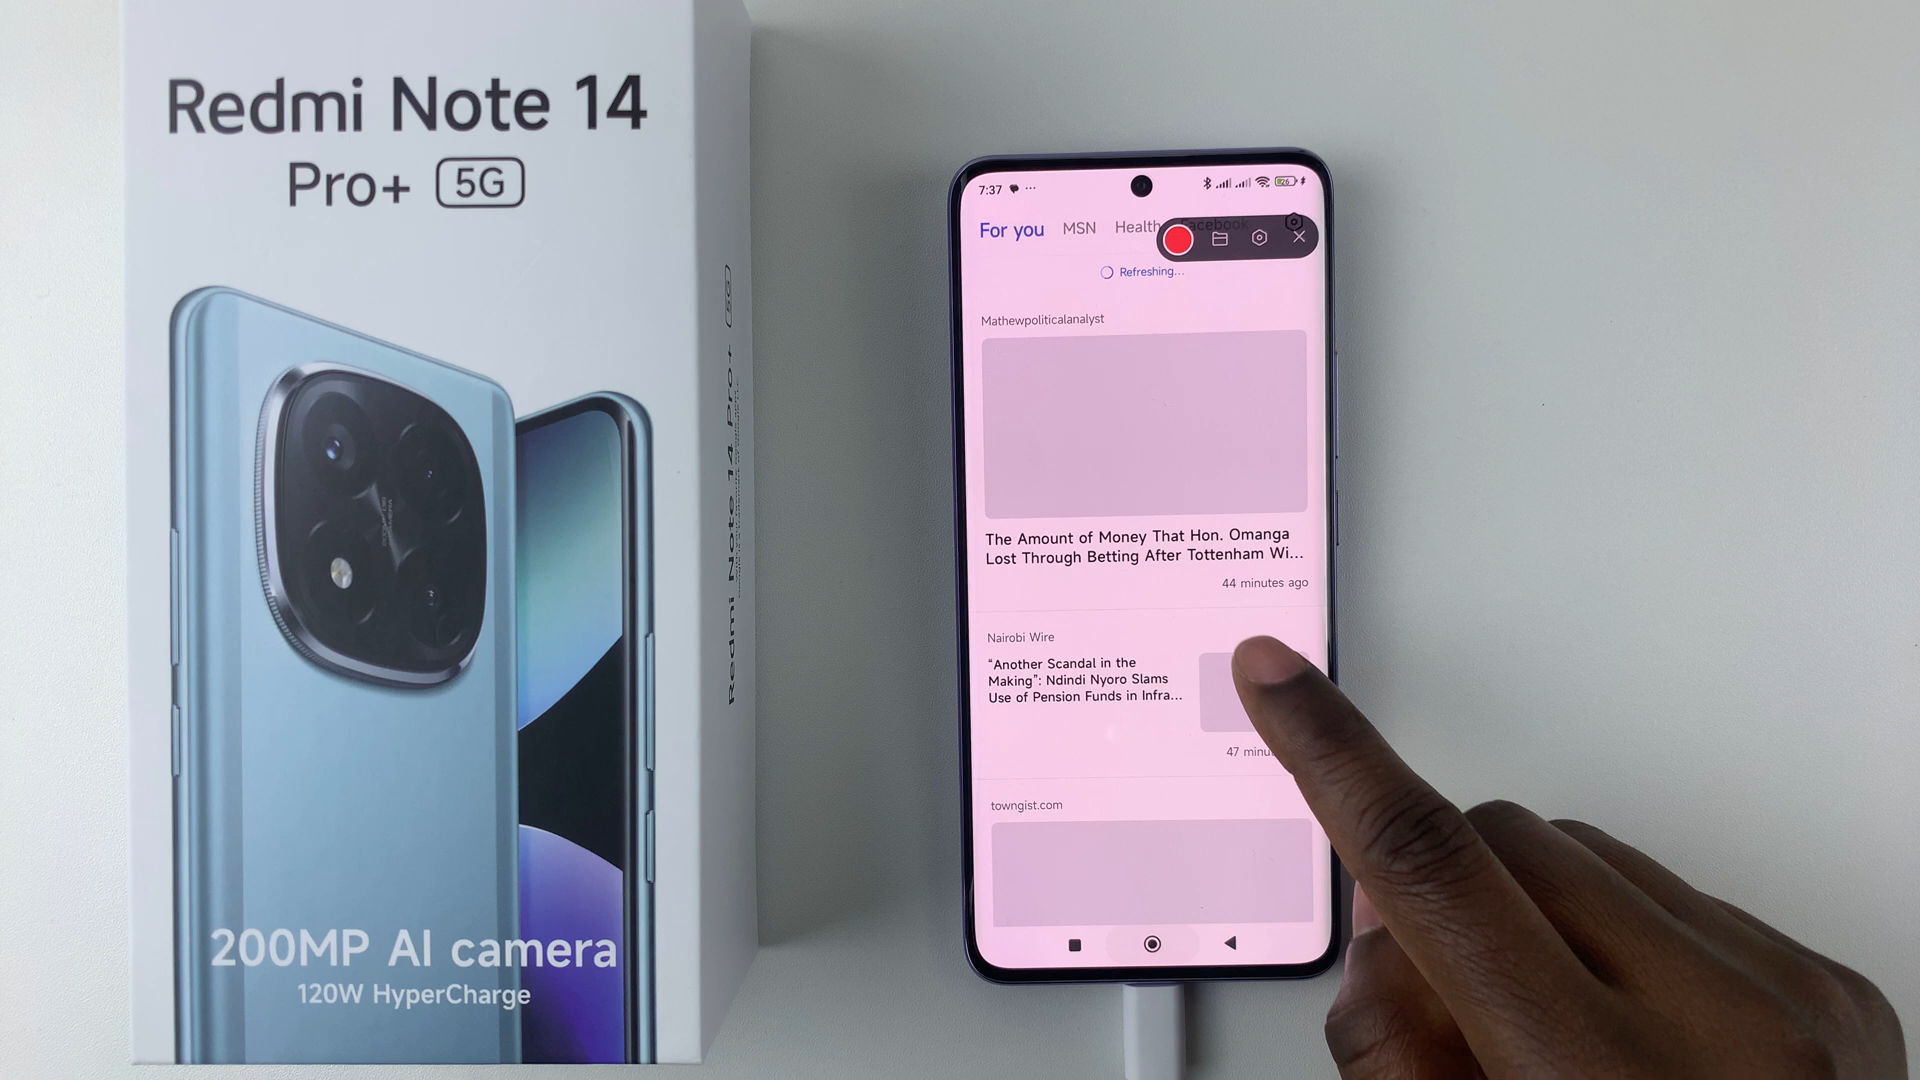 Redmi Note 14
Pro+ 5G
200MP AI camera
120W HyperCharge
Redmi Note 14 Pro+ 5G
7:37
26
For you MSN Health Facebook
Refreshing...
Mathewpoliticalanalyst
The Amount of Money That Hon. Omanga
Lost Through Betting After Tottenham Wi...
44 minutes ago
Nairobi Wire
“Another Scandal in the
Making”: Ndindi Nyoro Slams
Use of Pension Funds in Infra...
47 minu
towngist.com